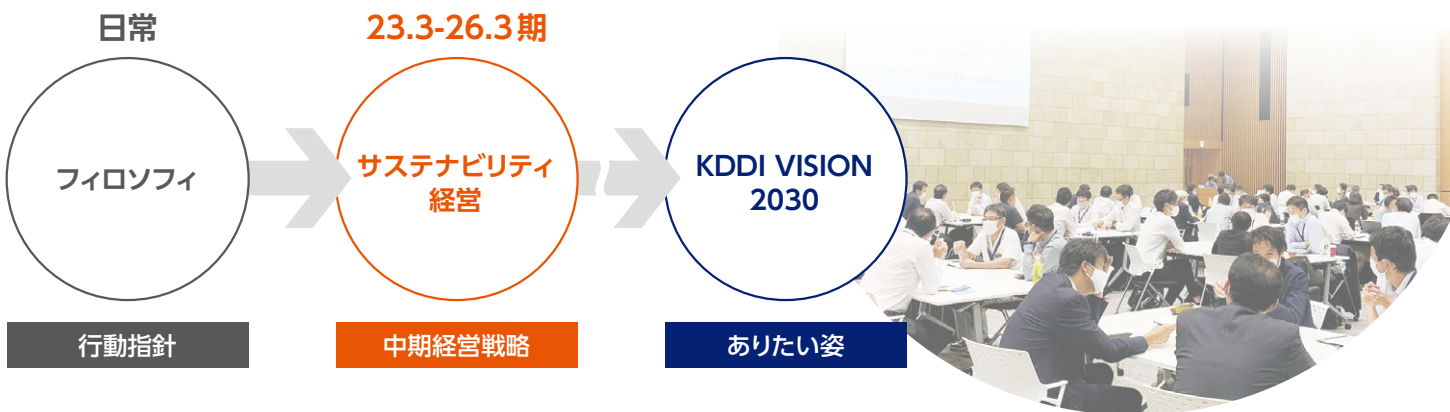 日常
23.3-26.3期
フィロソフィ
サステナビリティ
経営
KDDI VISION
2030
行動指針
中期経営戦略
ありたい姿